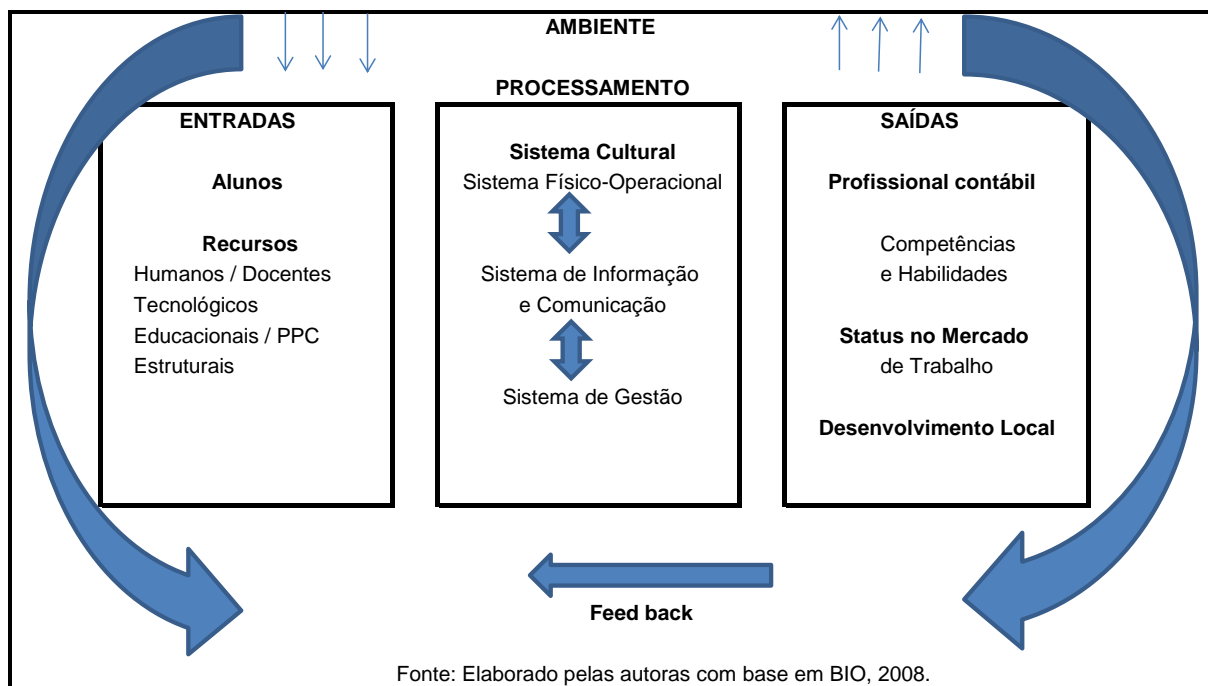 AMBIENTE
PROCESSAMENTO
ENTRADAS
Alunos
Recursos
Humanos / Docentes
Tecnológicos
Educacionais / PPC
Estruturais
Sistema Cultural
Sistema Físico-Operacional
Sistema de Informação
e Comunicação
Sistema de Gestão
SAÍDAS
Profissional contábil
Competências
e Habilidades
Status no Mercado
de Trabalho
Desenvolvimento Local
Feed back
Fonte: Elaborado pelas autoras com base em BIO, 2008.